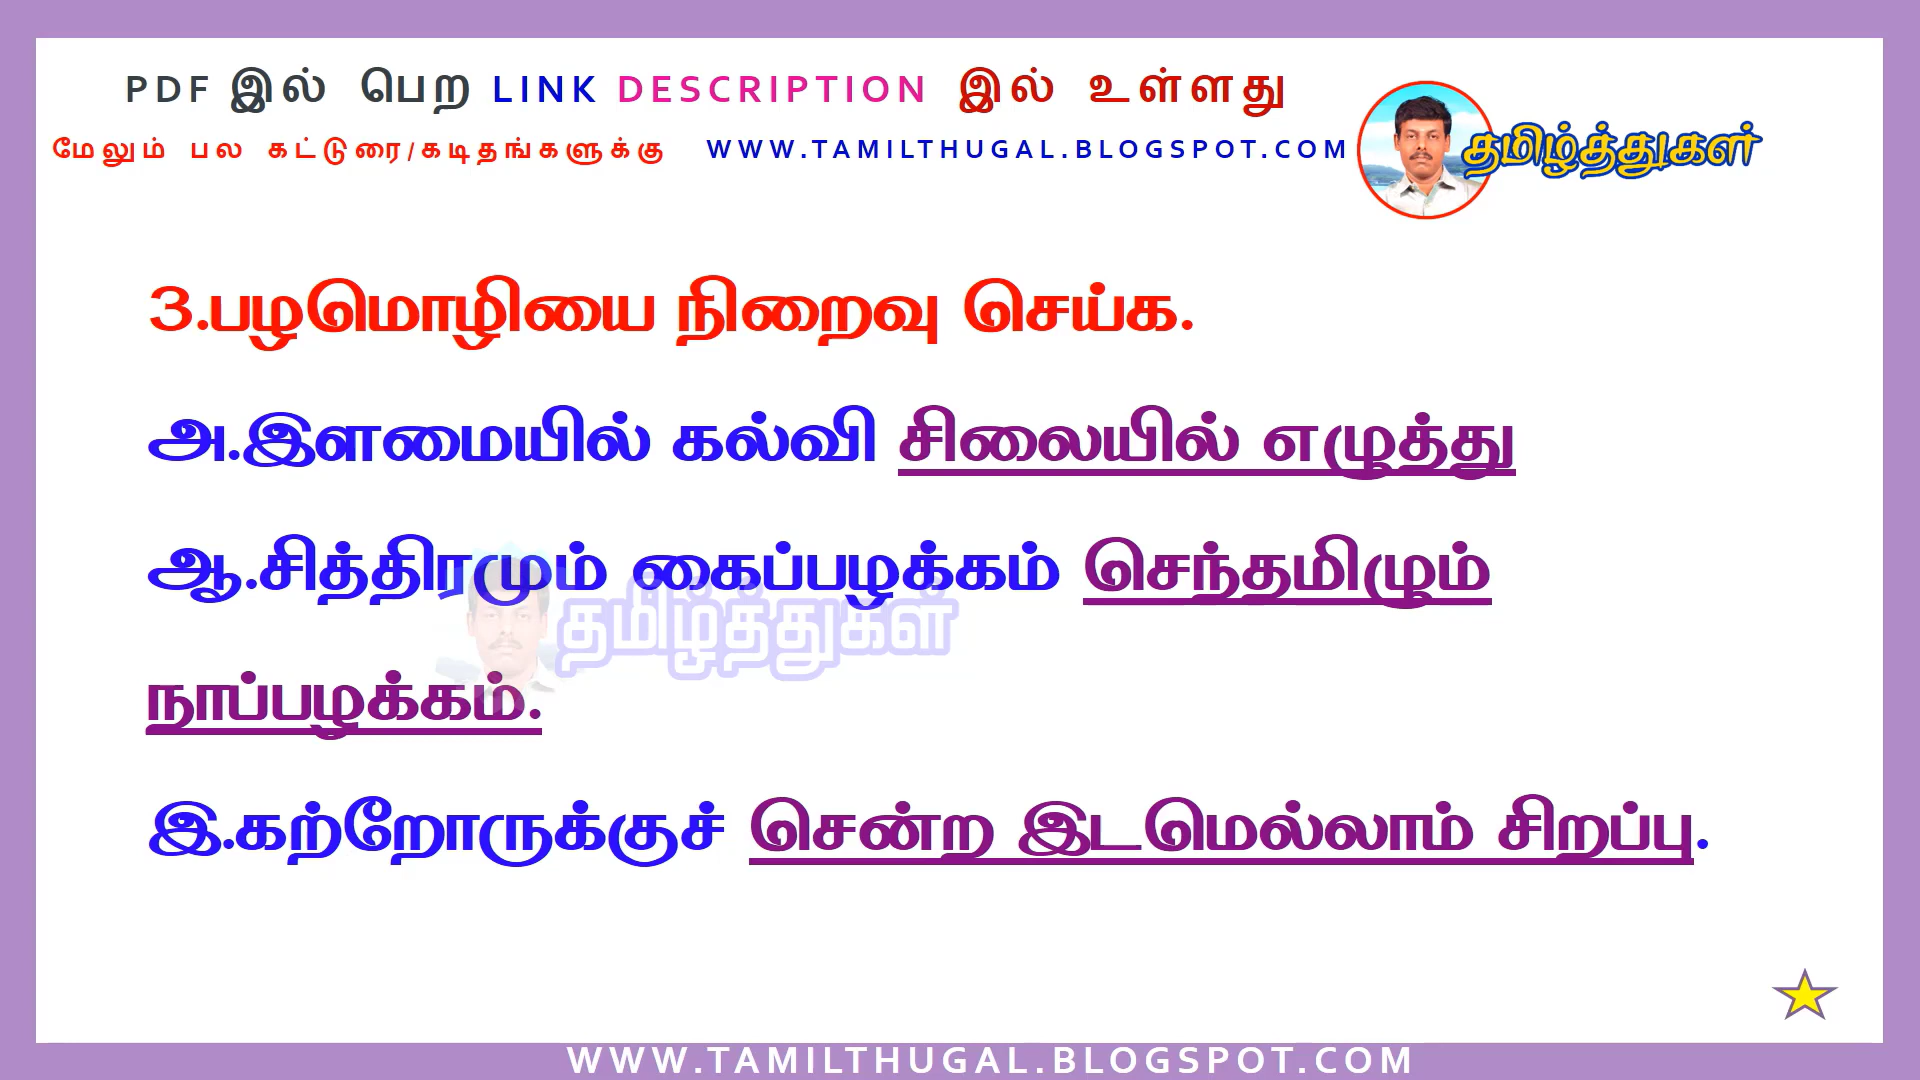 PDF இல் பெற LINK DESCRIPTION இல் உள்ளது
மேலும் பல கட்டுரை/கடிதங்களுக்கு WWW.TAMILTHUGAL.BLOGSPOT.COM
தமிழ்த்துகள்
3.பழமொழியை நிறைவு செய்க.
அ.இளமையில் கல்வி சிலையில் எழுத்து
ஆ.சித்திரமும் கைப்பழக்கம் செந்தமிழும்
தமிழ்த்துகள்
நாப்பழக்கம்.
இ.கற்றோருக்குச் சென்ற இடமெல்லாம் சிறப்பு.
WWW.TAMILTHUGAL.BLOGSPOT.COM